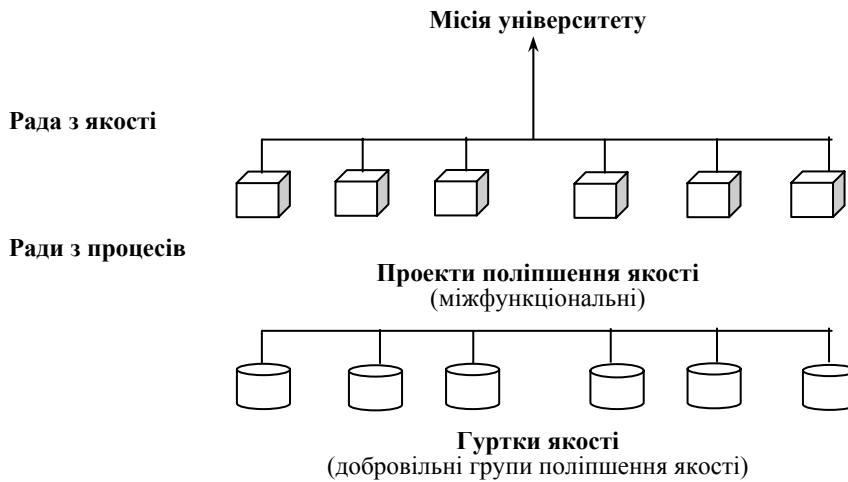 Місія університету
Рада з якості
Ради з процесів
Проекти поліпшення якості
(міжфункціональні)
Гуртки якості
(добровільні групи поліпшення якості)